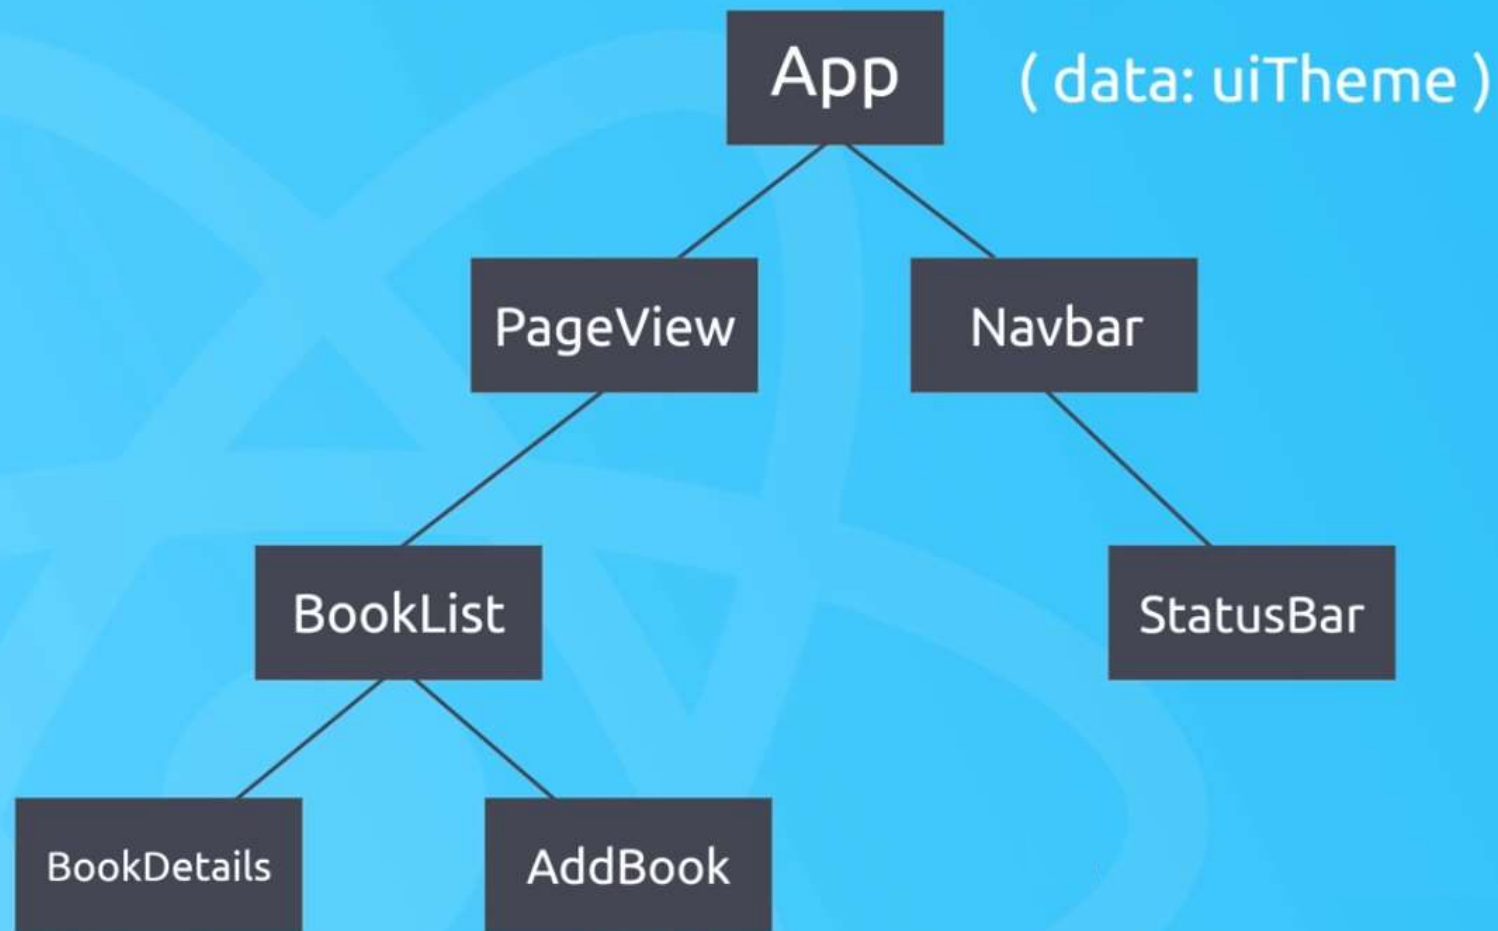 App
( data: uiTheme )
PageView
Navbar
BookList
StatusBar
BookDetails
AddBook